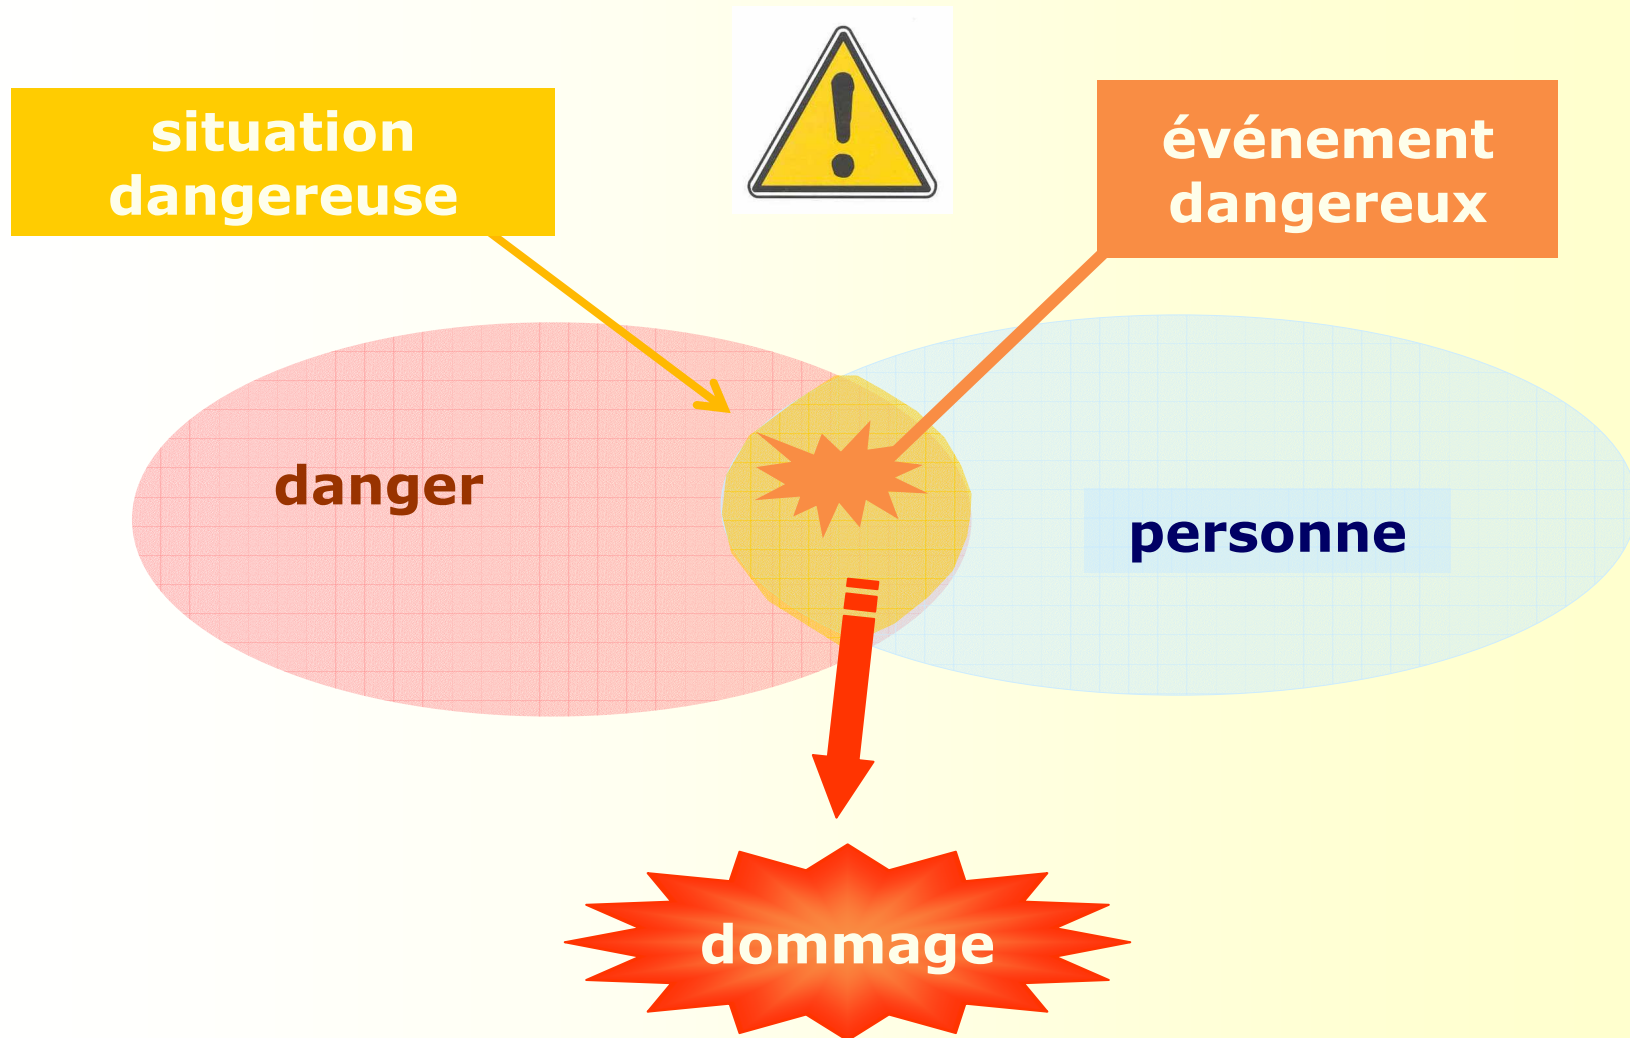 situation
dangereuse
événement
dangereux
danger
personne
dommage